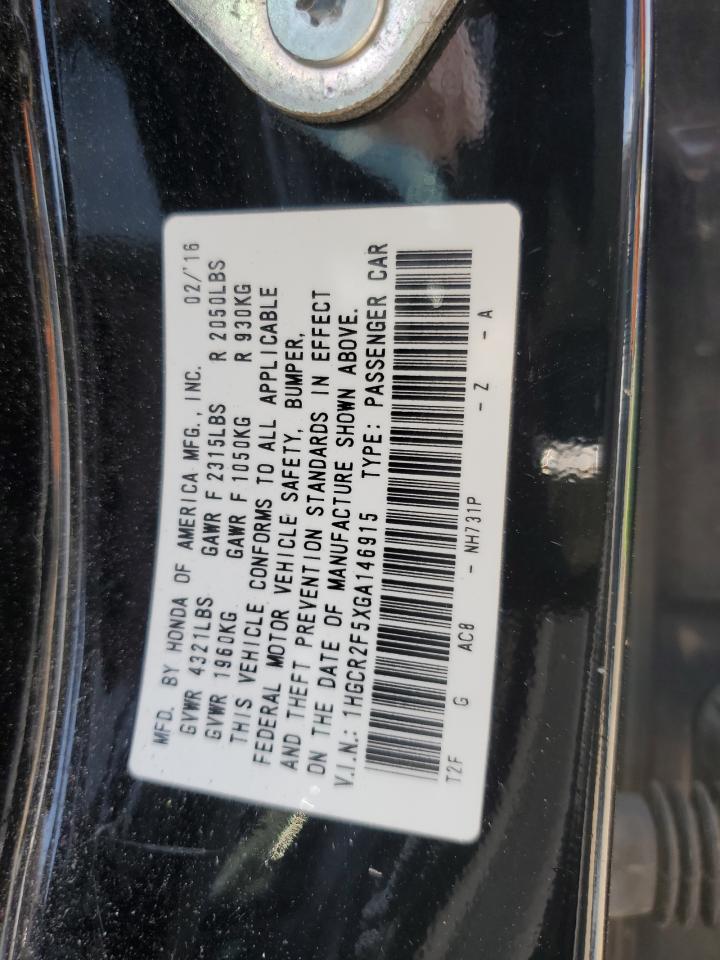 MFD. BY HONDA OF AMERICA MFG., INC. 02/'16
GVWR 4321LBS GAWR F 2315LBS R 2050LBS
GVWR 1960KG GAWR F 1050KG R 930KG
THIS VEHICLE CONFORMS TO ALL APPLICABLE
FEDERAL MOTOR VEHICLE SAFETY, BUMPER,
AND THEFT PREVENTION STANDARDS IN EFFECT
ON THE DATE OF MANUFACTURE SHOWN ABOVE.
V.I.N.: 1HGCR2F5XGA146915 TYPE: PASSENGER CAR
T2F G AC8 - NH731P - Z - A